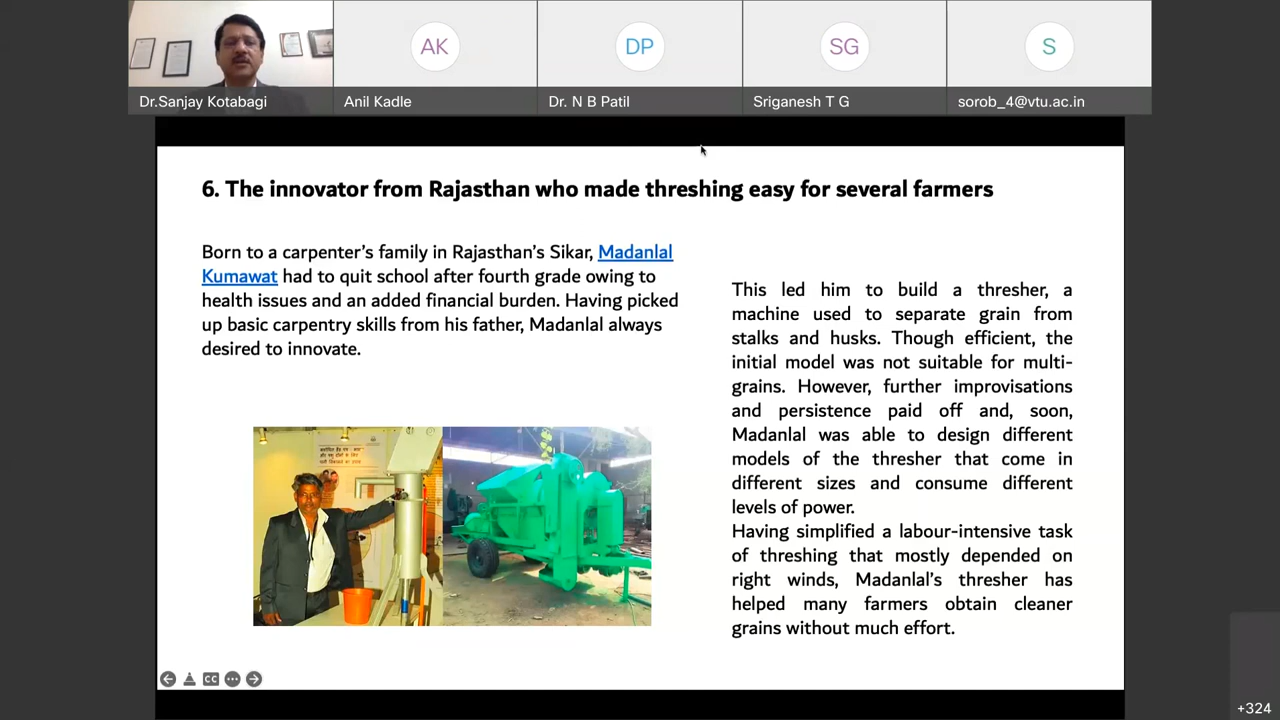 AK
DP
SG
S
Dr.Sanjay Kotabagi
Anil Kadle
Dr. N B Patil
Sriganesh T G
sorob_4@vtu.ac.in
6. The innovator from Rajasthan who made threshing easy for several farmers
Born to a carpenter’s family in Rajasthan’s Sikar, Madanlal
Kumawat had to quit school after fourth grade owing to
health issues and an added financial burden. Having picked
up basic carpentry skills from his father, Madanlal always
desired to innovate.
This led him to build a thresher, a
machine used to separate grain from
stalks and husks. Though efficient, the
initial model was not suitable for multi-
grains. However, further improvisations
and persistence paid off and, soon,
Madanlal was able to design different
models of the thresher that come in
different sizes and consume different
levels of power.
Having simplified a labour-intensive task
of threshing that mostly depended on
right winds, Madanlal’s thresher has
helped many farmers obtain cleaner
grains without much effort.
CC
+324